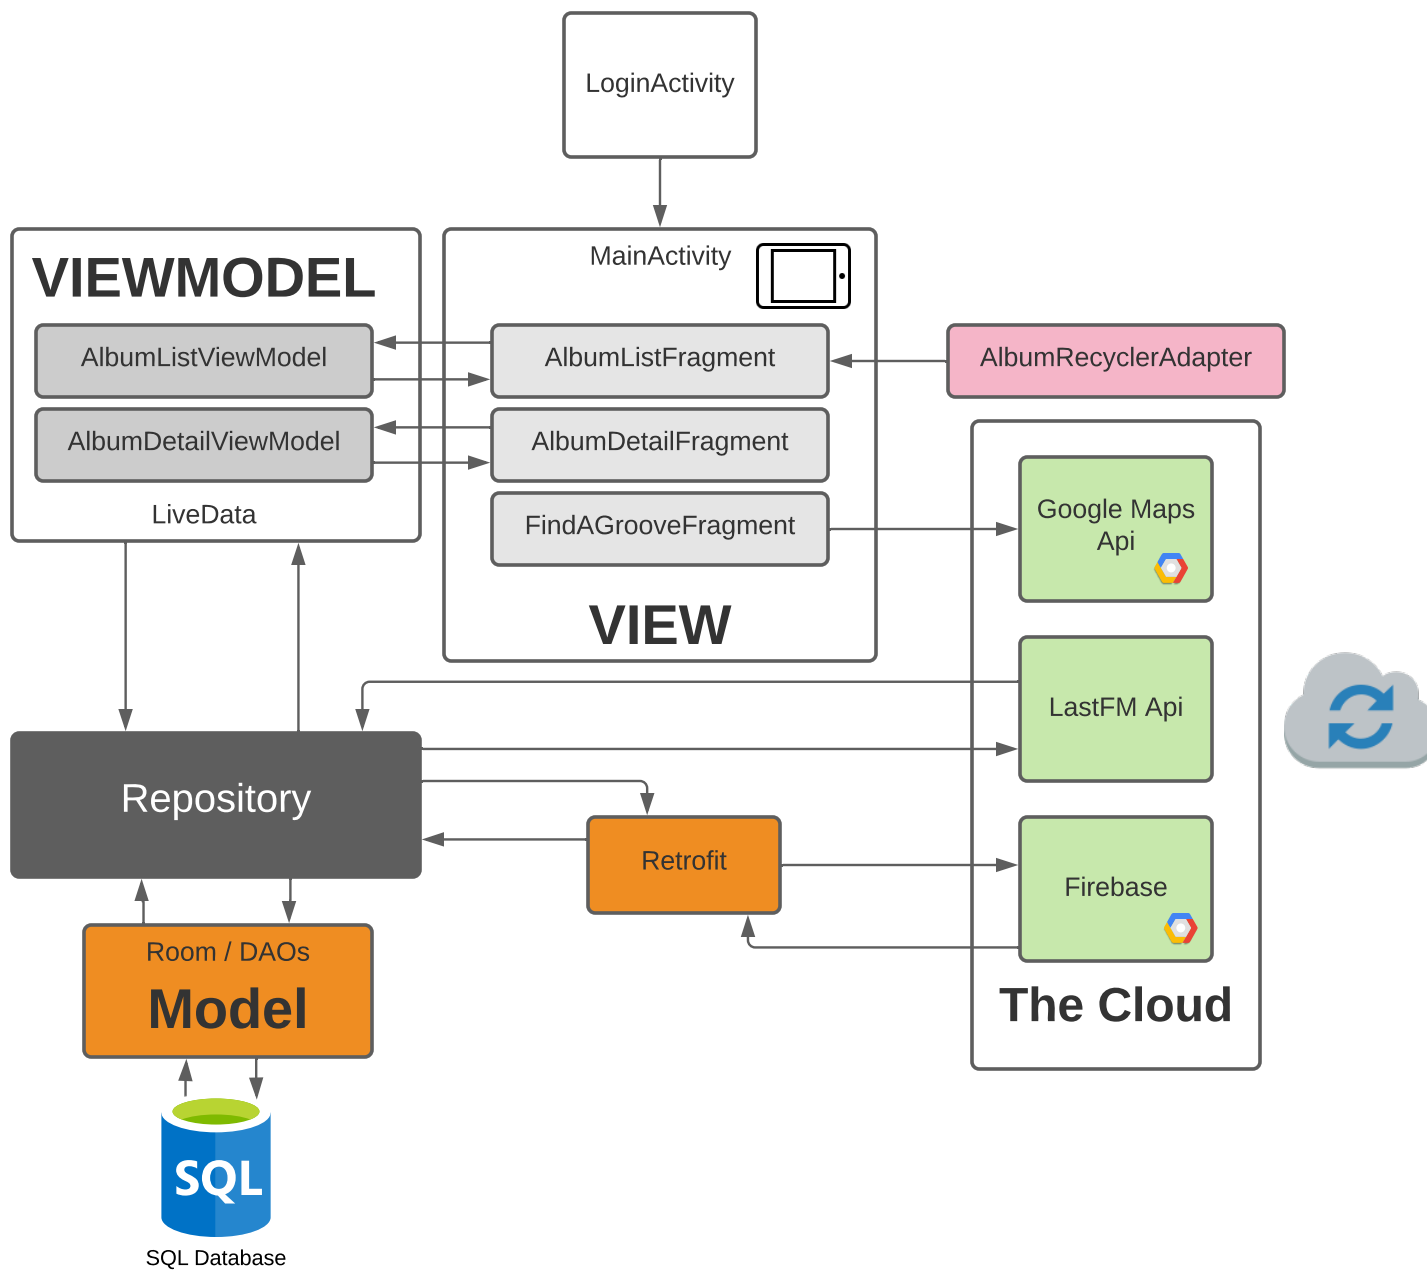 LoginActivity
MainActivity
VIEWMODEL
AlbumListViewModel
AlbumListFragment
AlbumRecyclerAdapter
AlbumDetailViewModel
AlbumDetailFragment
LiveData
FindAGrooveFragment
Google Maps
Api
VIEW
LastFM Api
Repository
Retrofit
Firebase
Room / DAOs
Model
The Cloud
SQL
SQL Database